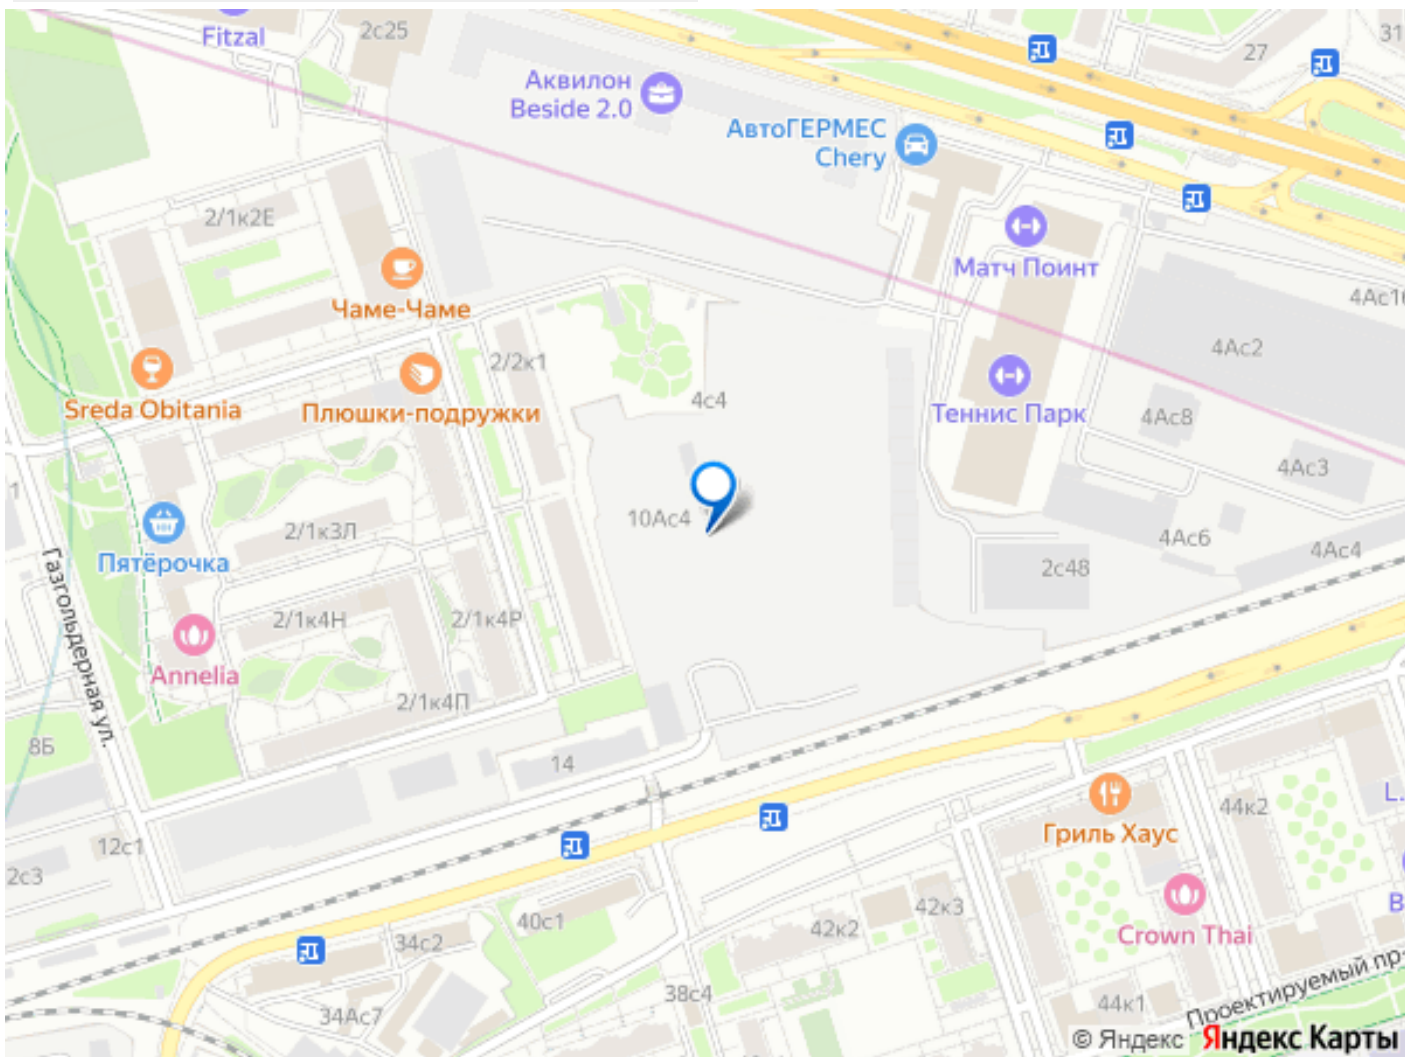 Fitzal
2с25
Аквилон
Beside 2.0
27
31
АвтоГЕРМЕС
Chery
2/1к2Е
Матч Поинт
Чаме-Чаме
4Ас2
2/2к1
Sreda Obitania
Плюшки-подружки
4с4
Теннис Парк
4Ас8
4Ас3
1
2/1к3Л
10Ас4
4Ас6
4Ас4
Пятёрочка
2с48
Газгольдерная ул.
2/1к4Н
2/1к4Р
Annelia
2/1к4П
8Б
14
L.
44к2
Гриль Хаус
12с1
2с3
40с1
42к3
42к2
34с2
Crown Thai
В
38с4
34Ас7
44к1
Проектируемый пр-
© Яндекс Яндекс Карты